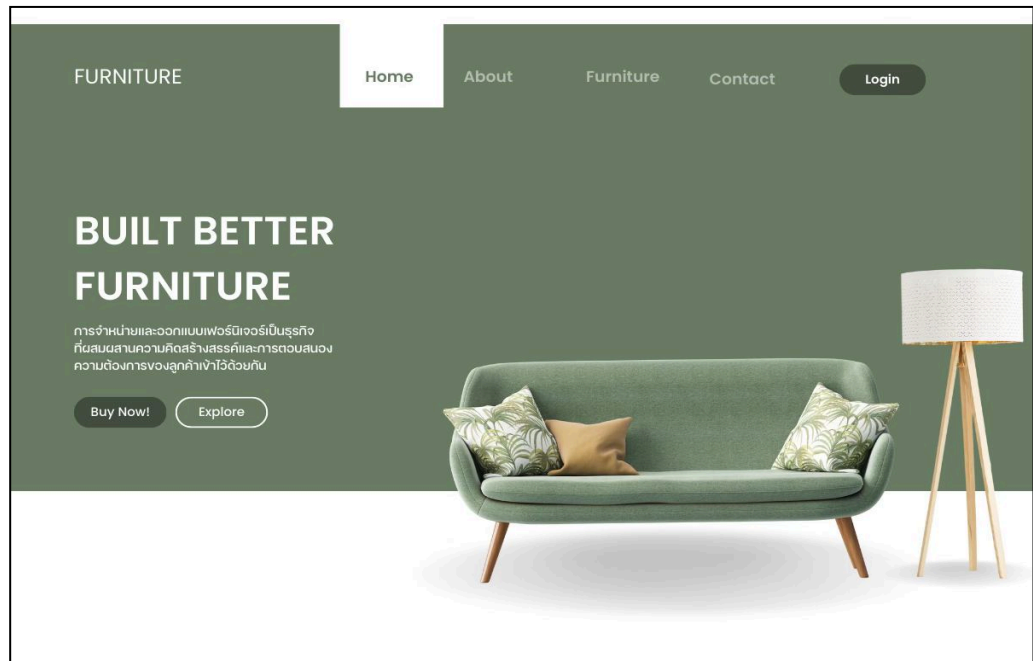 FURNITURE
Home
About
Furniture
Contact
Login
BUILT BETTER
FURNITURE
การจำหน่ายและออกแบบเฟอร์นิเจอร์เป็นธุรกิจ
ที่ผสมผสานความคิดสร้างสรรค์และการตอบสนอง
ความต้องการของลูกค้าเข้าไว้ด้วยกัน
Buy Now!
Explore